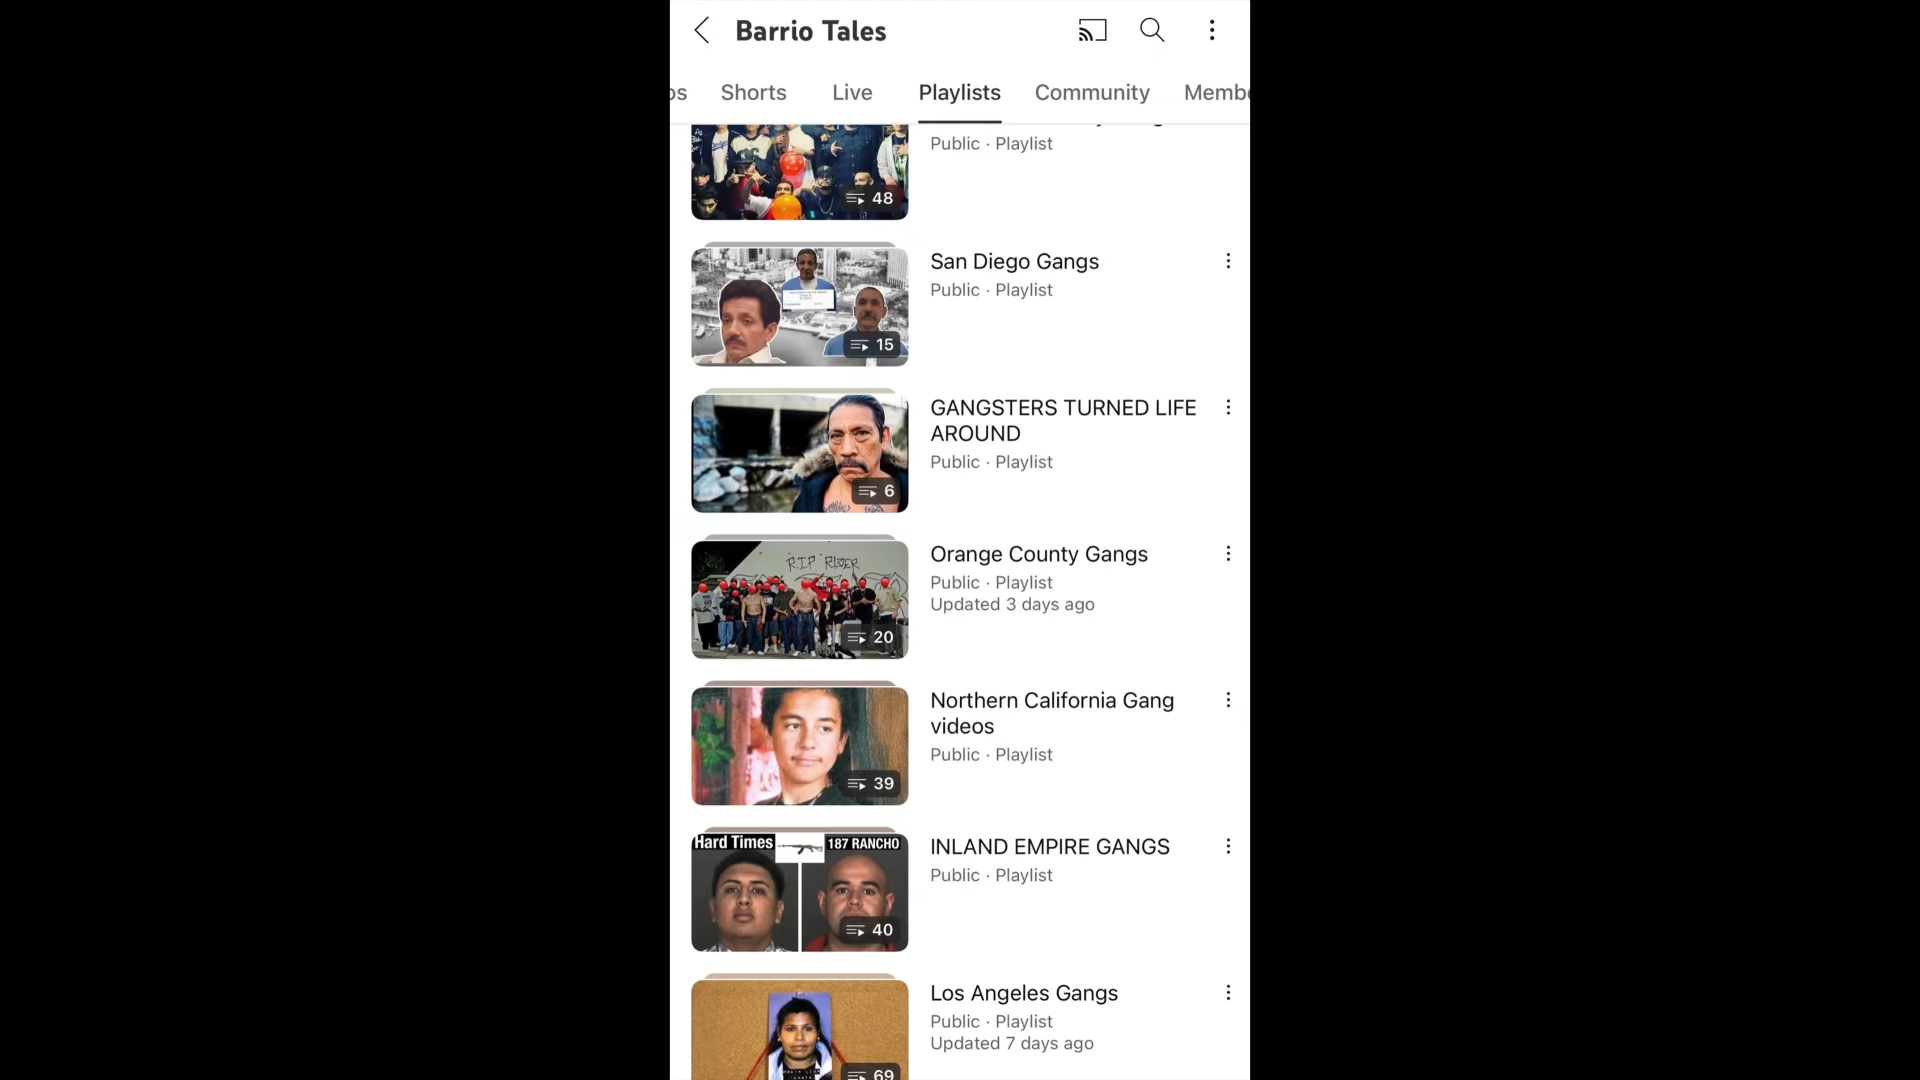 Barrio Tales
Shorts
Live
Playlists
Community
Public · Playlist
48
San Diego Gangs
Public · Playlist
15
GANGSTERS TURNED LIFE
AROUND
Public · Playlist
6
R.I.P RIDER
Orange County Gangs
Public · Playlist
Updated 3 days ago
20
Northern California Gang
videos
Public · Playlist
39
Hard Times
187 RANCHO
INLAND EMPIRE GANGS
Public · Playlist
40
Los Angeles Gangs
Public · Playlist
Updated 7 days ago
69